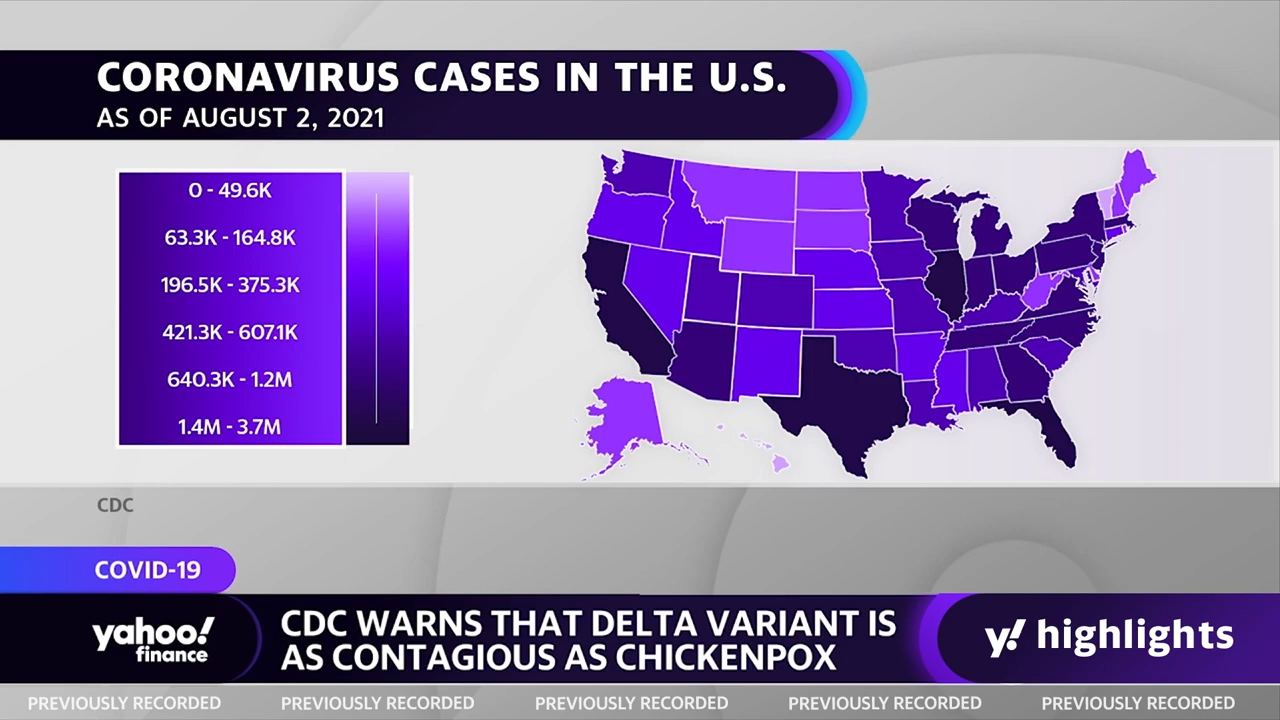 CORONAVIRUS CASES IN THE U.S.
AS OF AUGUST 2, 2021
0 - 49.6K
63.3K - 164.8K
196.5K - 375.3K
421.3K - 607.1K
640.3K - 1.2M
1.4M - 3.7M
CDC
COVID-19
yahoo!
finance
CDC WARNS THAT DELTA VARIANT IS
AS CONTAGIOUS AS CHICKENPOX
y! highlights
PREVIOUSLY RECORDED PREVIOUSLY RECORDED PREVIOUSLY RECORDED PREVIOUSLY RECORDED PREVIOUSLY RECORDED